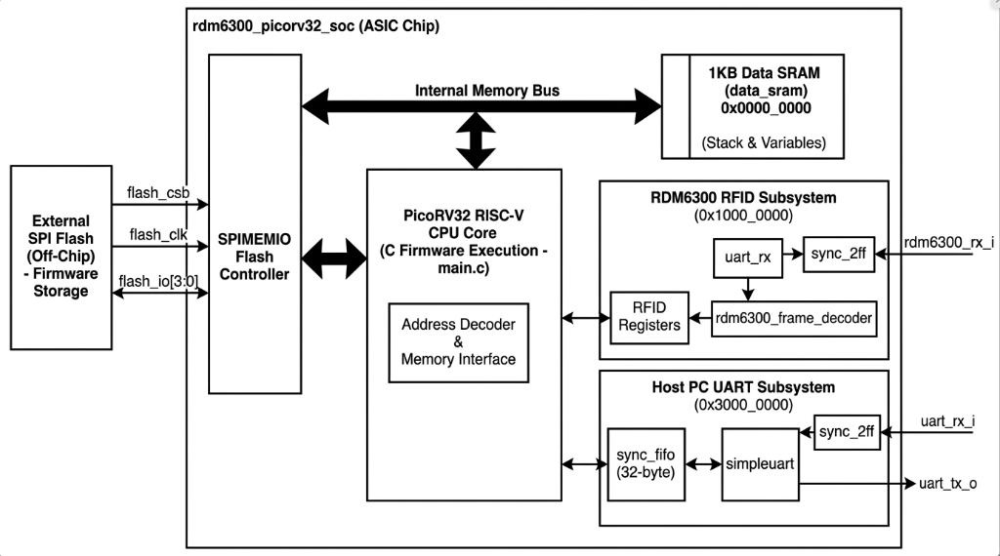 rdm6300_picorv32_soc (ASIC Chip)
Internal Memory Bus
1KB Data SRAM
(data_sram)
0x0000_0000
(Stack & Variables)
External
SPI Flash
(Off-Chip)
- Firmware
Storage
flash_csb
flash_clk
flash_io[3:0]
SPIMEMIO
Flash
Controller
PicoRV32 RISC-V
CPU Core
(C Firmware Execution -
main.c)
Address Decoder
&
Memory Interface
RDM6300 RFID Subsystem
(0x1000_0000)
uart_rx
sync_2ff
rdm6300_rx_i
RFID
Registers
rdm6300_frame_decoder
Host PC UART Subsystem
(0x3000_0000)
sync_fifo
(32-byte)
simpleuart
sync_2ff
uart_rx_i
uart_tx_o